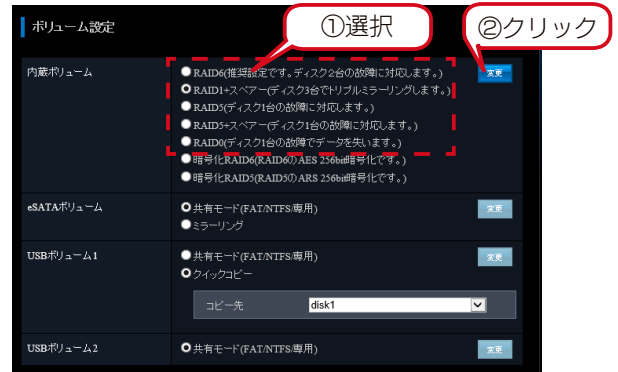 ボリューム設定
①選択
②クリック
内蔵ボリューム
RAID6(推奨設定です。ディスク2台の故障に対応します。)
変更
RAID1+スペアー(ディスク3台でトリプルミラーリングします。)
RAID5(ディスク1台の故障に対応します。)
RAID5+スペアー(ディスク1台の故障に対応します。)
RAID0(ディスク1台の故障でデータを失います。)
暗号化RAID6(RAID6のAES 256bit暗号化です。)
暗号化RAID5(RAID5のARS 256bit暗号化です。)
eSATAボリューム
共有モード(FAT/NTFS/専用)
変更
ミラーリング
USBボリューム1
共有モード(FAT/NTFS/専用)
変更
クイックコピー
コピー先
disk1
USBボリューム2
共有モード(FAT/NTFS/専用)
変更